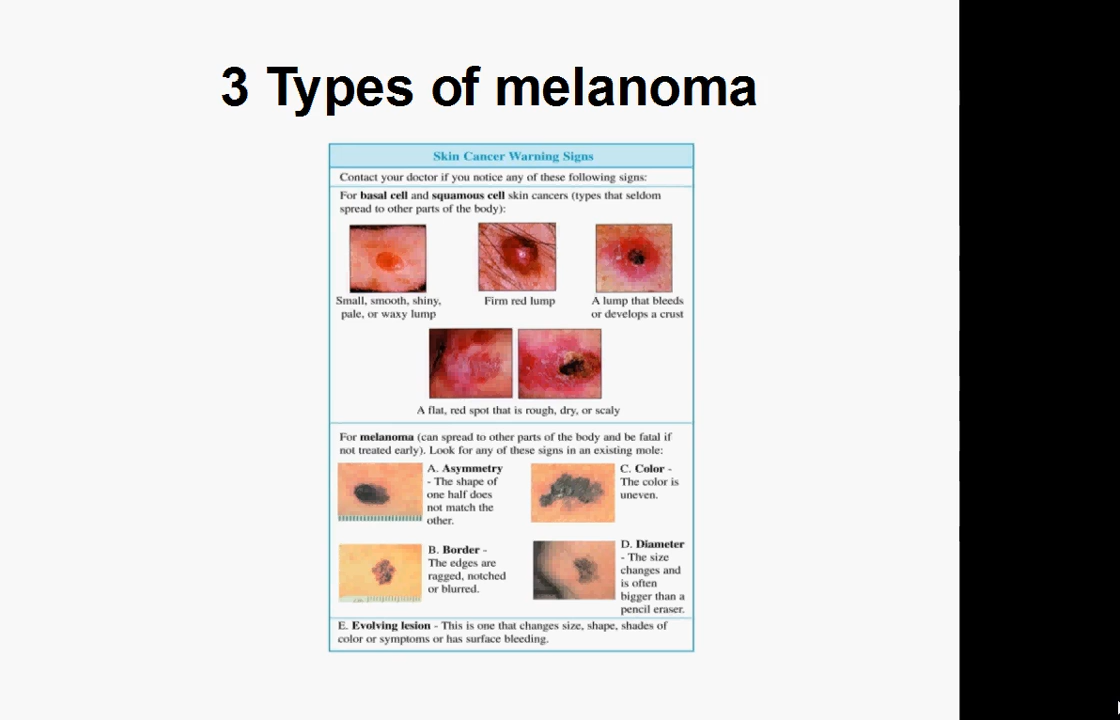 3 Types of melanoma
Skin Cancer Warning Signs
Contact your doctor if you notice any of these following signs:
For basal cell and squamous cell skin cancers (types that seldom
spread to other parts of the body):
Small, smooth, shiny,
pale, or waxy lump
Firm red lump
A lump that bleeds
or develops a crust
A flat, red spot that is rough, dry, or scaly
For melanoma (can spread to other parts of the body and be fatal if
not treated early). Look for any of these signs in an existing mole:
A. Asymmetry
- The shape of
one half does
not match the
other.
C. Color -
The color is
uneven.
B. Border -
The edges are
ragged, notched
or blurred.
D. Diameter
- The size
changes and
is often
bigger than a
pencil eraser.
E. Evolving lesion - This is one that changes size, shape, shades of
color or symptoms or has surface bleeding.